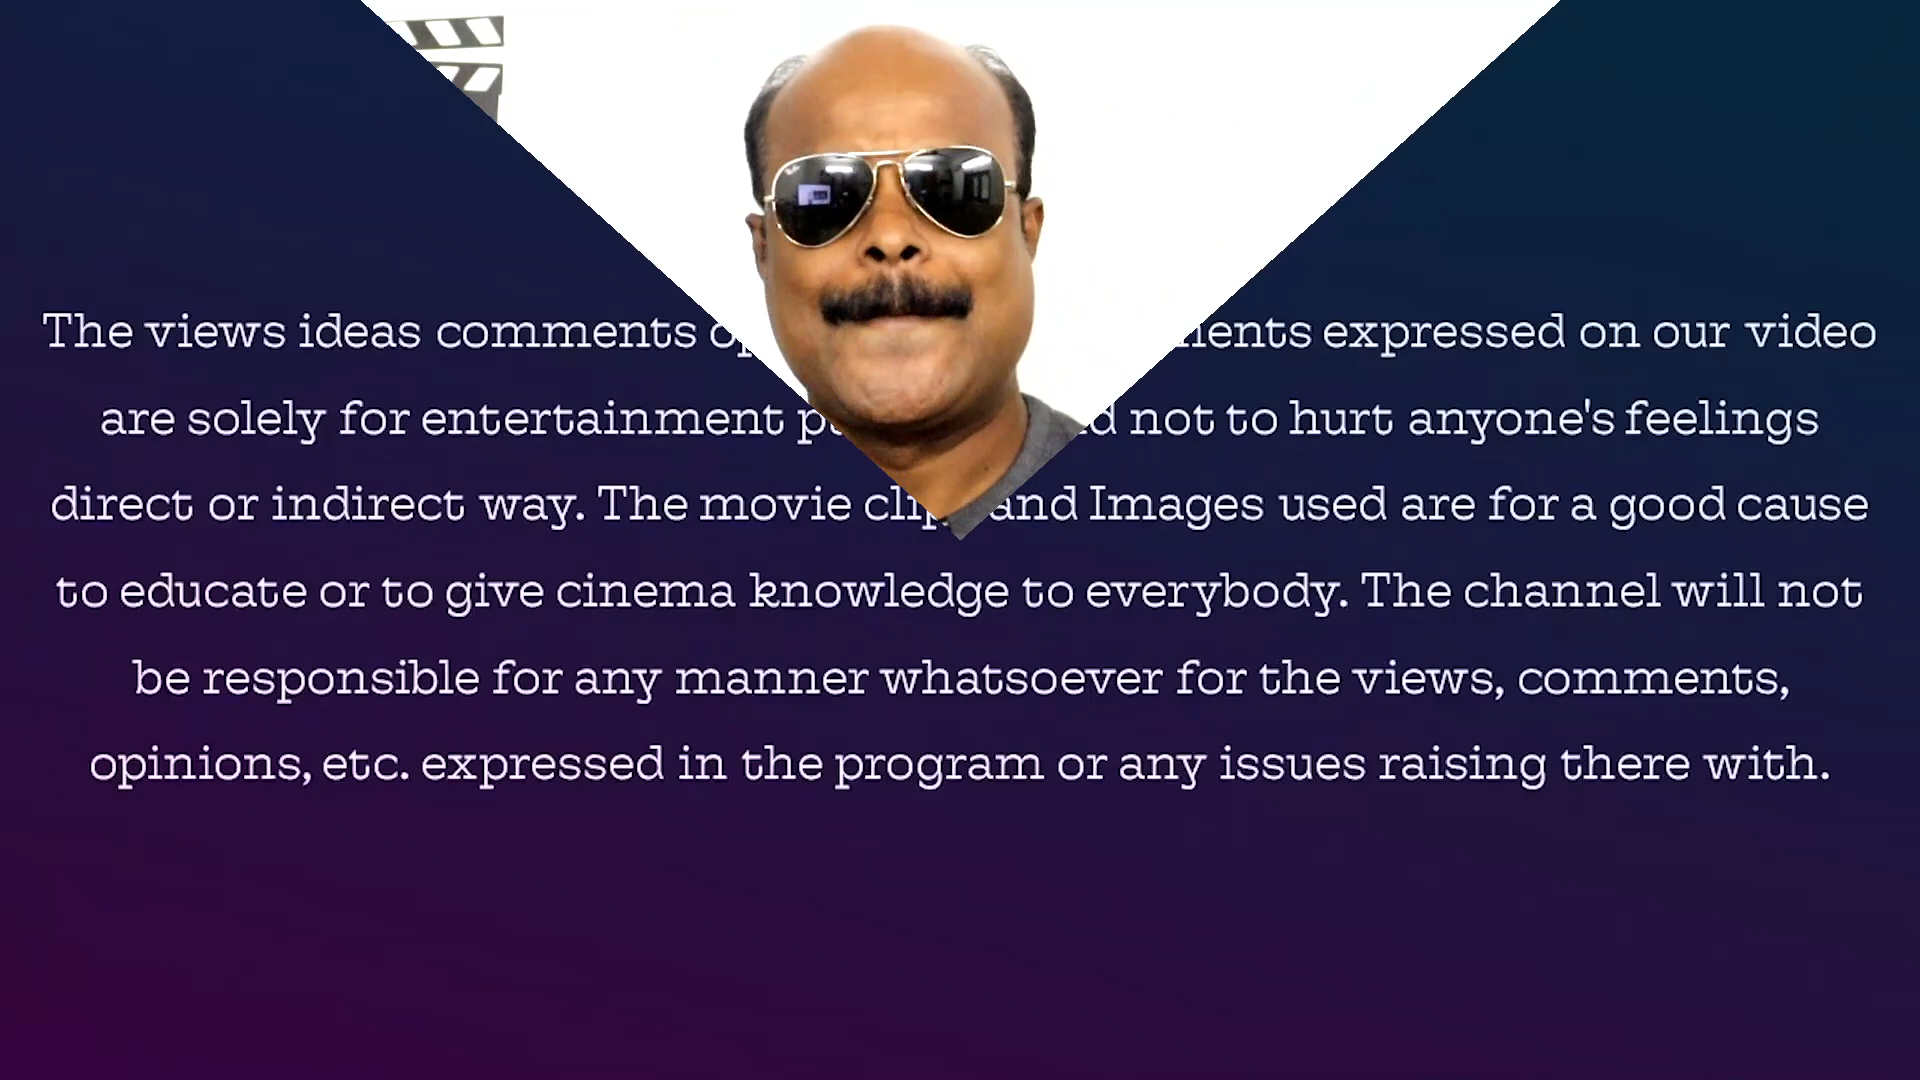 The views ideas comments expressed on our video
are solely for entertainment not to hurt anyone's feelings
direct or indirect way. The movie and Images used are for a good cause
to educate or to give cinema knowledge to everybody. The channel will not
be responsible for any manner whatsoever for the views, comments,
opinions, etc. expressed in the program or any issues raising there with.